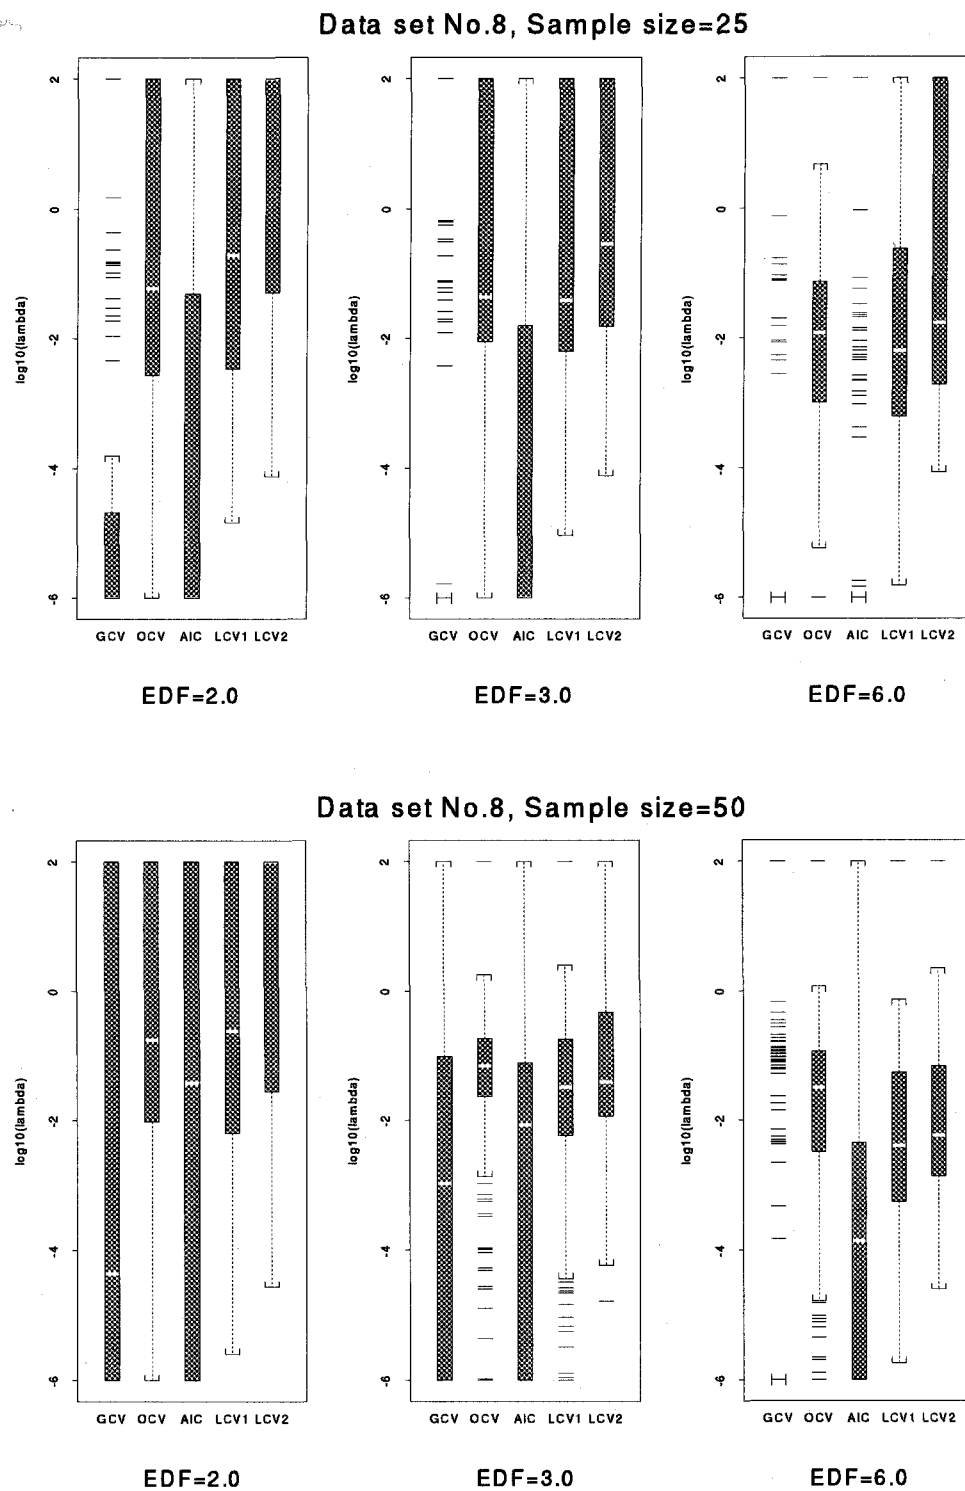 Data set No.8, Sample size=25
log10(lambda)
2
0
-2
-4
-6
GCV OCV AIC LCV1 LCV2
EDF=2.0
log10(lambda)
2
0
-2
-4
-6
GCV OCV AIC LCV1 LCV2
EDF=3.0
log10(lambda)
2
0
-2
-4
-6
GCV OCV AIC LCV1 LCV2
EDF=6.0
Data set No.8, Sample size=50
log10(lambda)
2
0
-2
-4
-6
GCV OCV AIC LCV1 LCV2
EDF=2.0
log10(lambda)
2
0
-2
-4
-6
GCV OCV AIC LCV1 LCV2
EDF=3.0
log10(lambda)
2
0
-2
-4
-6
GCV OCV AIC LCV1 LCV2
EDF=6.0